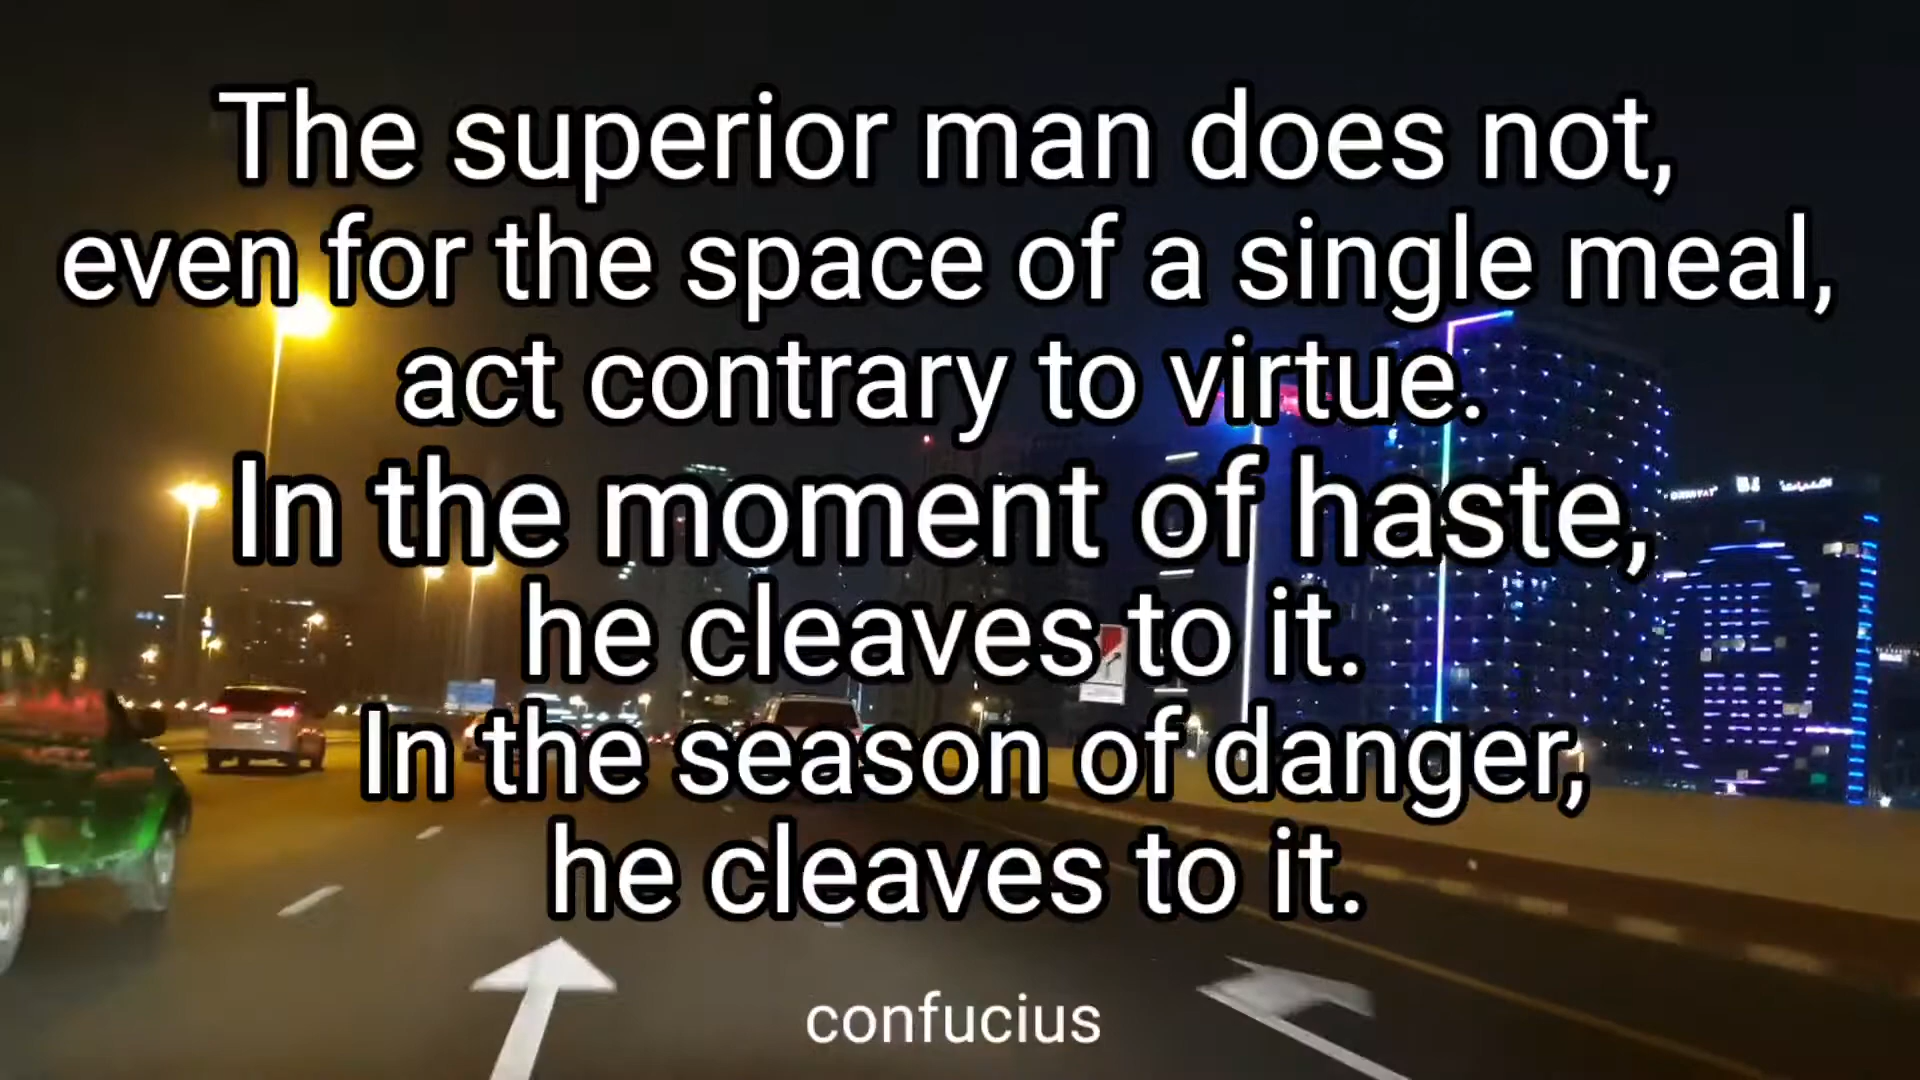 The superior man does not,
even for the space of a single meal,
act contrary to virtue.
In the moment of haste,
he cleaves to it.
In the season of danger,
he cleaves to it.
confucius